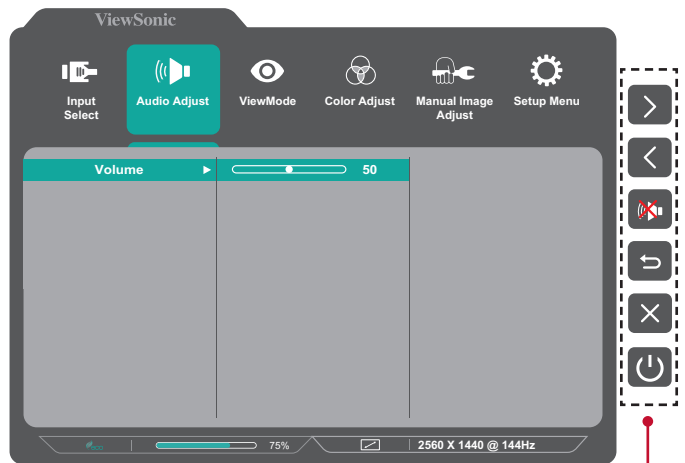 ViewSonic
Input
Select
Audio Adjust
ViewMode
Color Adjust
Manual Image
Adjust
Setup Menu
Volume
50
75%
2560 X 1440 @ 144Hz